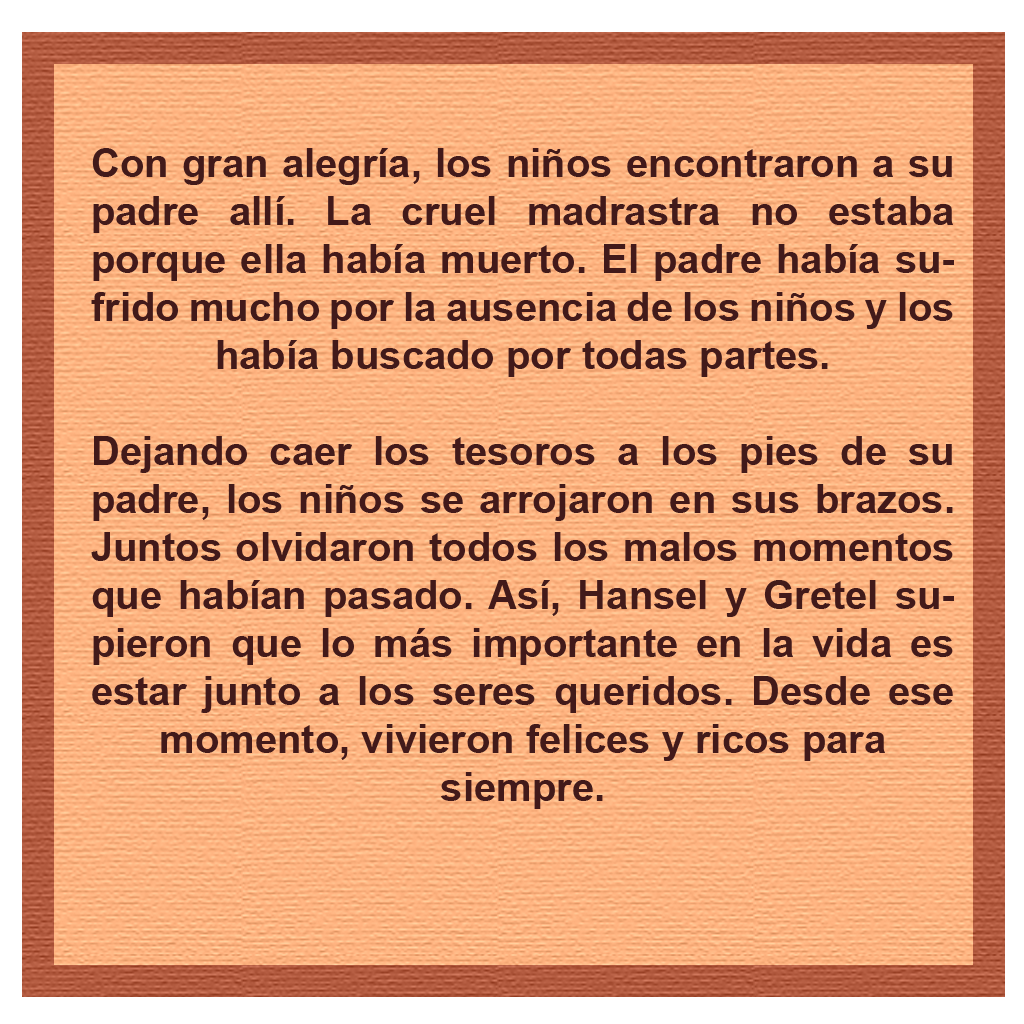 Con gran alegría, los niños encontraron a su
padre allí. La cruel madrastra no estaba
porque ella había muerto. El padre había su-
frido mucho por la ausencia de los niños y los
había buscado por todas partes.
Dejando caer los tesoros a los pies de su
padre, los niños se arrojaron en sus brazos.
Juntos olvidaron todos los malos momentos
que habían pasado. Así, Hansel y Gretel su-
pieron que lo más importante en la vida es
estar junto a los seres queridos. Desde ese
momento, vivieron felices y ricos para
siempre.